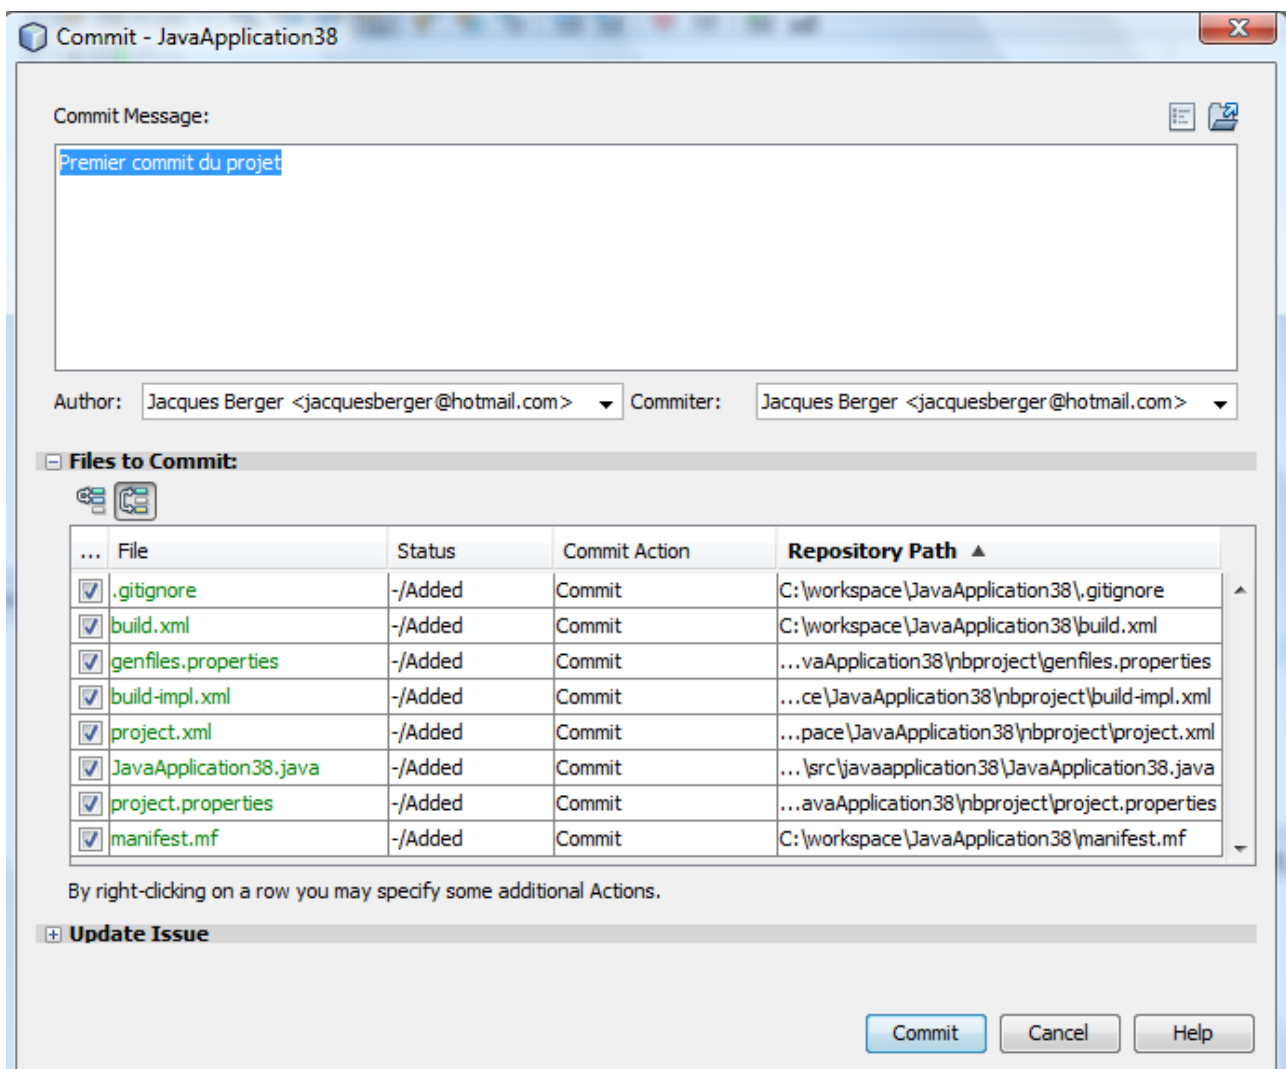 Commit - JavaApplication38
Commit Message:
Premier commit du projet
Author: Jacques Berger <jacquesberger@hotmail.com> Commiter: Jacques Berger <jacquesberger@hotmail.com>
Files to Commit:
... File Status Commit Action Repository Path
.gitignore -/Added Commit C:\workspace\JavaApplication38\.gitignore
build.xml -/Added Commit C:\workspace\JavaApplication38\build.xml
genfiles.properties -/Added Commit ...vaApplication38\nbproject\genfiles.properties
build-impl.xml -/Added Commit ...ce\JavaApplication38\nbproject\build-impl.xml
project.xml -/Added Commit ...pace\JavaApplication38\nbproject\project.xml
JavaApplication38.java -/Added Commit ...\src\javaapplication38\JavaApplication38.java
project.properties -/Added Commit ...avaApplication38\nbproject\project.properties
manifest.mf -/Added Commit C:\workspace\JavaApplication38\manifest.mf
By right-clicking on a row you may specify some additional Actions.
Update Issue
Commit Cancel Help